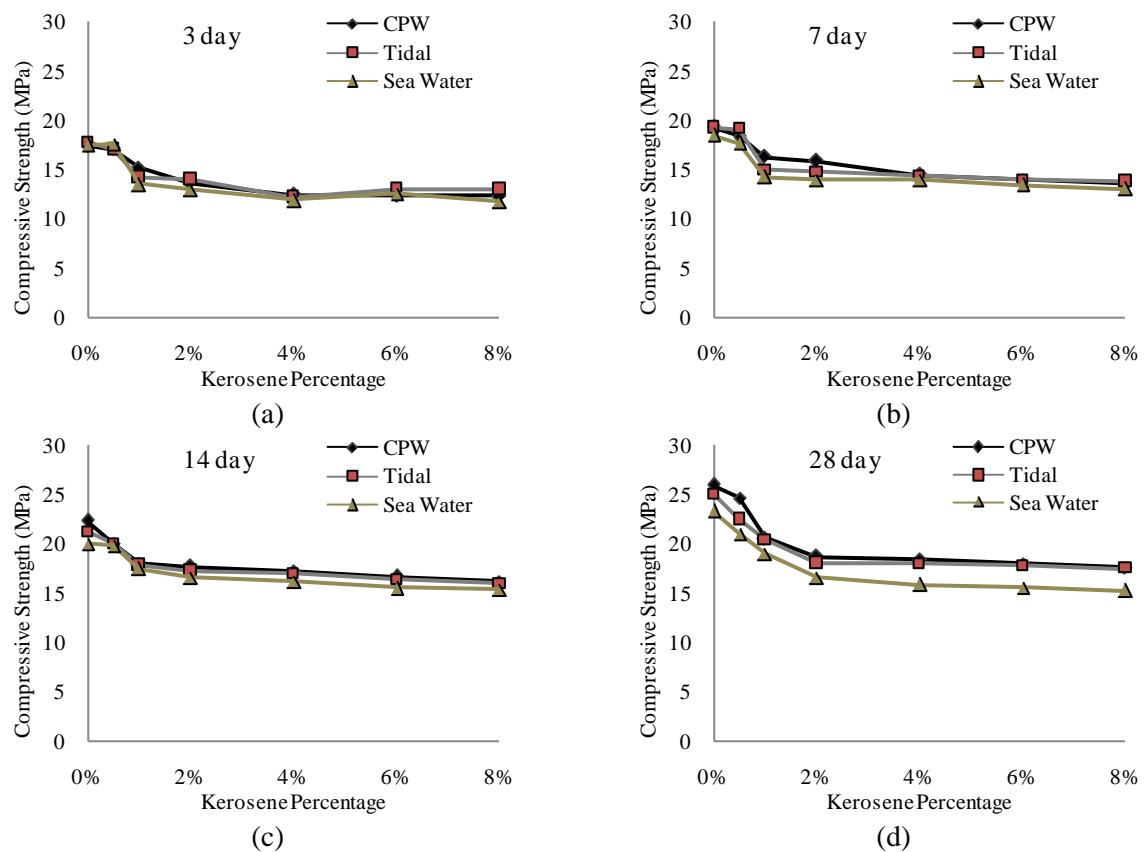 30
25
20
15
10
5
0
Compressive Strength (MPa)
3 day
CPW
Tidal
Sea Water
0% 2% 4% 6% 8%
Kerosene Percentage
(a)
30
25
20
15
10
5
0
Compressive Strength (MPa)
7 day
CPW
Tidal
Sea Water
0% 2% 4% 6% 8%
Kerosene Percentage
(b)
30
25
20
15
10
5
0
Compressive Strength (MPa)
14 day
CPW
Tidal
Sea Water
0% 2% 4% 6% 8%
Kerosene Percentage
(c)
30
25
20
15
10
5
0
Compressive Strength (MPa)
28 day
CPW
Tidal
Sea Water
0% 2% 4% 6% 8%
Kerosene Percentage
(d)